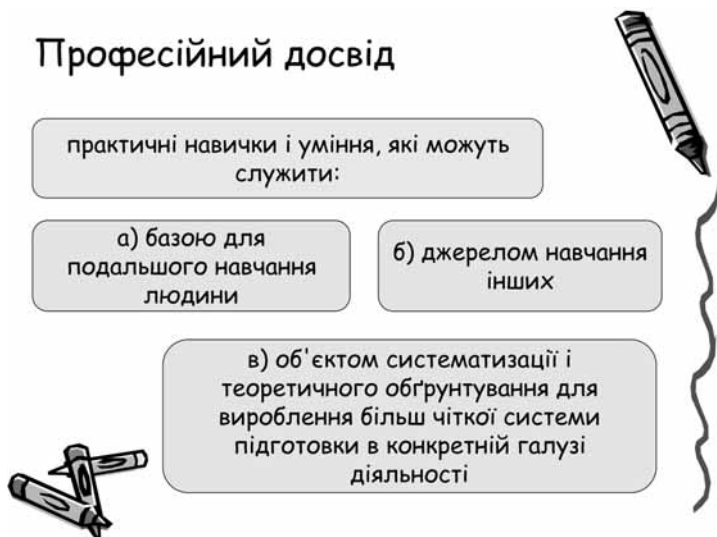 Професійний досвід
практичні навички і уміння, які можуть
служити:
а) базою для
подальшого навчання
людини
б) джерелом навчання
інших
в) об'єктом систематизації і
теоретичного обґрунтування для
вироблення більш чіткої системи
підготовки в конкретній галузі
діяльності